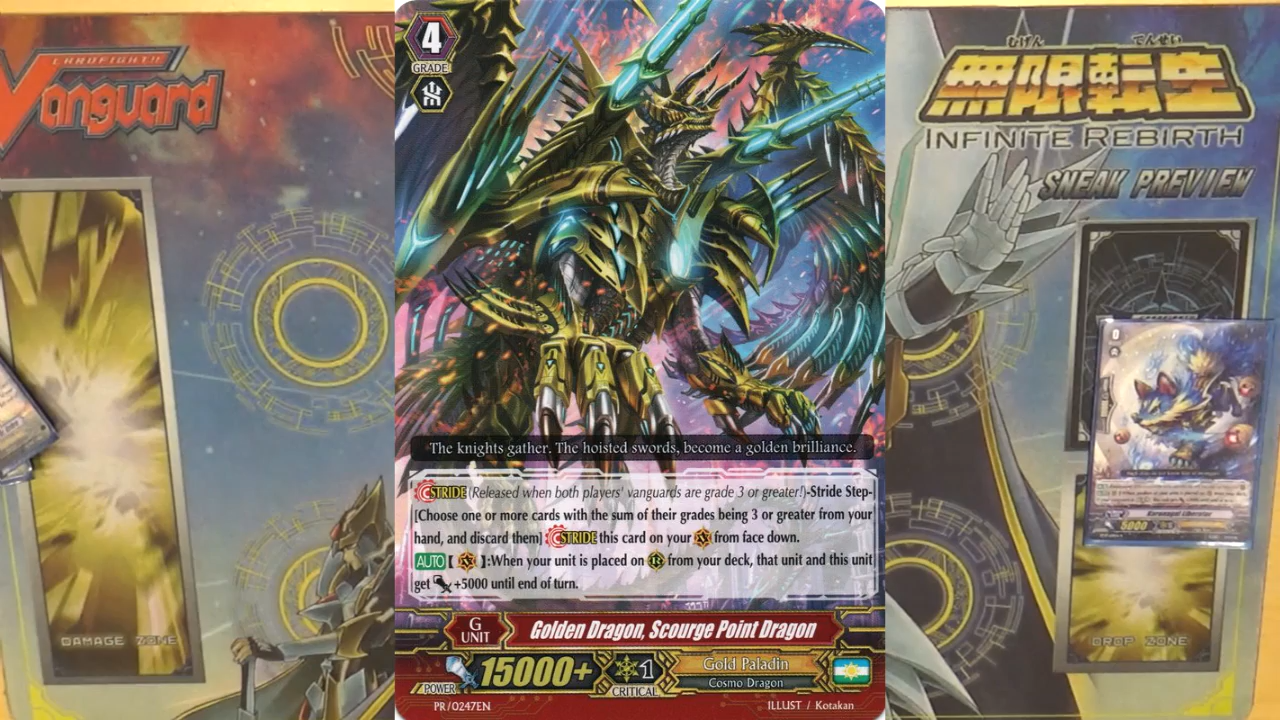 CARDFIGHT!!
Vanguard
DAMAGE ZONE
4
GRADE
The knights gather. The hoisted swords, become a golden brilliance.
STRIDE (Released when both players' vanguards are grade 3 or greater!)-Stride Step-
[Choose one or more cards with the sum of their grades being 3 or greater from your
hand, and discard them] STRIDE this card on your from face down.
AUTO【 】:When your unit is placed on R from your deck, that unit and this unit
get +5000 until end of turn.
G
UNIT
Golden Dragon, Scourge Point Dragon
POWER
15000+
1
CRITICAL
Gold Paladin
Cosmo Dragon
PR/0247EN
ILLUST / Kotakan
むげん てんせい
無限転生
INFINITE REBIRTH
SNEAK PREVIEW
0
5000
Liberator
DROP ZONE